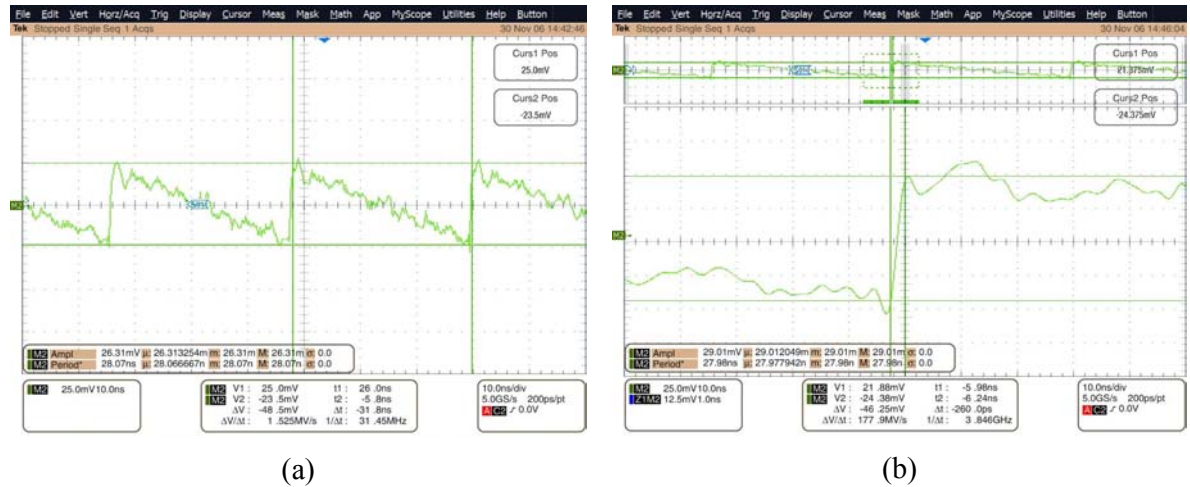 File Edit Vert Horz/Acq Trig Display Cursor Meas Mask Math App MyScope Utilities Help Button
Tek Stopped Single Seq 1 Acqs 30 Nov 06 14:42:46
Curs1 Pos
25.0mV
Curs2 Pos
-23.5mV
M2
M2 Ampl 26.31mV µ: 26.313254m m: 26.31m M: 26.31m σ: 0.0
M2 Period* 28.07ns µ: 28.066667n m: 28.07n M: 28.07n σ: 0.0
M2 25.0mV 10.0ns
M2 V1 : 25 .0mV t1 : 26 .0ns
M2 V2 : -23 .5mV t2 : -5 .8ns
ΔV : -48 .5mV Δt : -31 .8ns
ΔV/Δt : 1 .525MV/s 1/Δt : 31 .45MHz
10.0ns/div
5.0GS/s 200ps/pt
A C2 0.0V
(a)
File Edit Vert Horz/Acq Trig Display Cursor Meas Mask Math App MyScope Utilities Help Button
Tek Stopped Single Seq 1 Acqs 30 Nov 06 14:46:04
Curs1 Pos
21.375mV
Curs2 Pos
-24.375mV
M2
M2
M2 Ampl 29.01mV µ: 29.012049m m: 29.01m M: 29.01m σ: 0.0
M2 Period* 27.98ns µ: 27.977942n m: 27.98n M: 27.98n σ: 0.0
M2 25.0mV 10.0ns
Z1M2 12.5mV 1.0ns
M2 V1 : 21 .88mV t1 : -5 .98ns
M2 V2 : -24 .38mV t2 : -6 .24ns
ΔV : -46 .25mV Δt : -260 .0ps
ΔV/Δt : 177 .9MV/s 1/Δt : 3 .846GHz
10.0ns/div
5.0GS/s 200ps/pt
A C2 0.0V
(b)